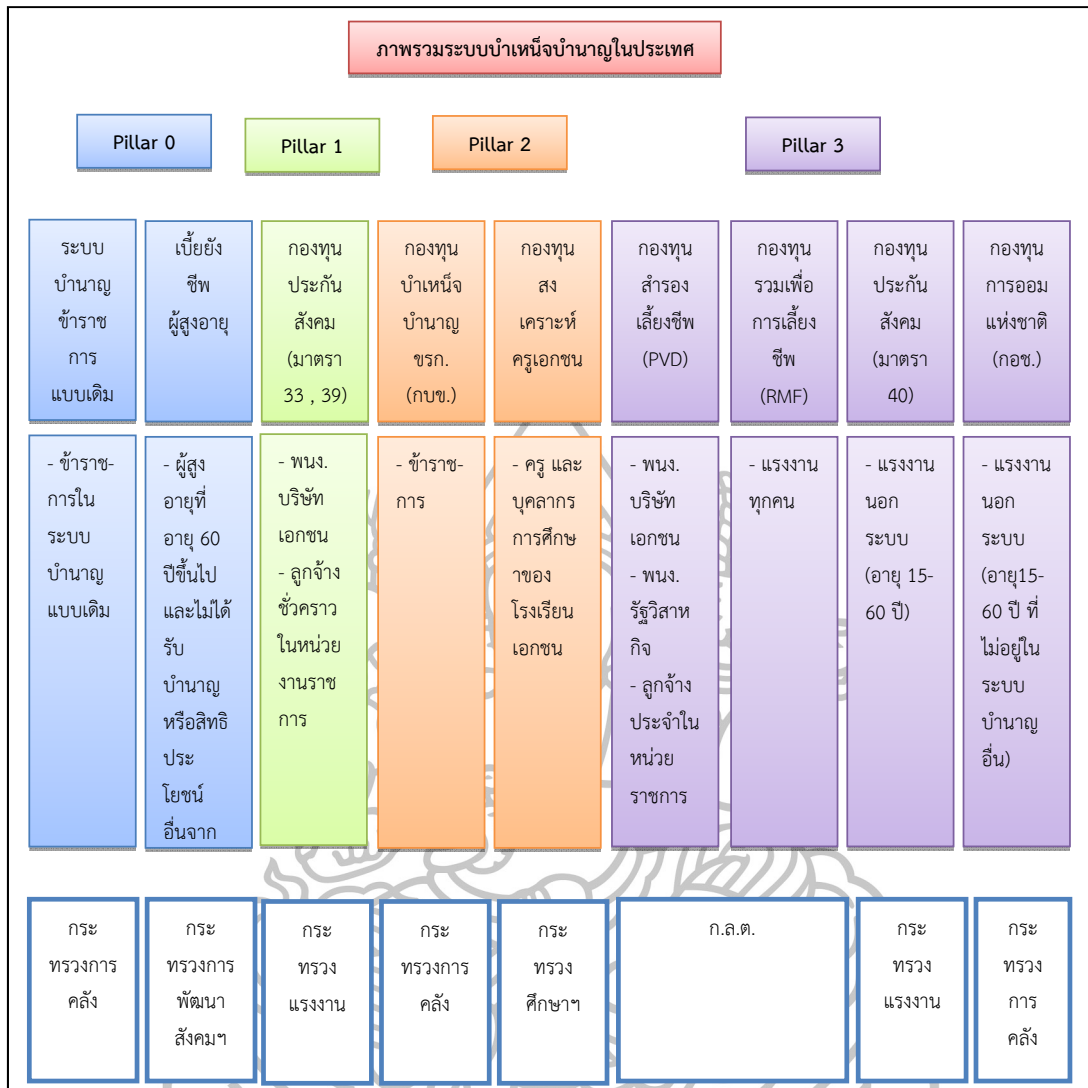 ภาพรวมระบบบำเหน็จบำนาญในประเทศ
Pillar 0
Pillar 1
Pillar 2
Pillar 3
ระบบ
บำนาญ
ข้าราช
การ
แบบเดิม
เบี้ยยัง
ชีพ
ผู้สูงอายุ
กองทุน
ประกัน
สังคม
(มาตรา
33 , 39)
กองทุน
บำเหน็จ
บำนาญ
ขรก.
(กบข.)
กองทุน
สง
เคราะห์
ครูเอกชน
กองทุน
สำรอง
เลี้ยงชีพ
(PVD)
กองทุน
รวมเพื่อ
การเลี้ยง
ชีพ
(RMF)
กองทุน
ประกัน
สังคม
(มาตรา
40)
กองทุน
การออม
แห่งชาติ
(กอช.)
- ข้าราช-
การใน
ระบบ
บำนาญ
แบบเดิม
- ผู้สูง
อายุที่
อายุ 60
ปีขึ้นไป
และไม่ได้
รับ
บำนาญ
หรือสิทธิ
ประ
โยชน์
อื่นจาก
- พนง.
บริษัท
เอกชน
- ลูกจ้าง
ชั่วคราว
ในหน่วย
งานราช
การ
- ข้าราช-
การ
- ครู และ
บุคลากร
การศึกษ
าของ
โรงเรียน
เอกชน
- พนง.
บริษัท
เอกชน
- พนง.
รัฐวิสาห
กิจ
- ลูกจ้าง
ประจำใน
หน่วย
ราชการ
- แรงงาน
ทุกคน
- แรงงาน
นอก
ระบบ
(อายุ 15-
60 ปี)
- แรงงาน
นอก
ระบบ
(อายุ15-
60 ปี ที่
ไม่อยู่ใน
ระบบ
บำนาญ
อื่น)
กระ
ทรวงการ
คลัง
กระ
ทรวงการ
พัฒนา
สังคมฯ
กระ
ทรวง
แรงงาน
กระ
ทรวงการ
คลัง
กระ
ทรวง
ศึกษาฯ
ก.ล.ต.
กระ
ทรวง
แรงงาน
กระ
ทรวง
การ
คลัง